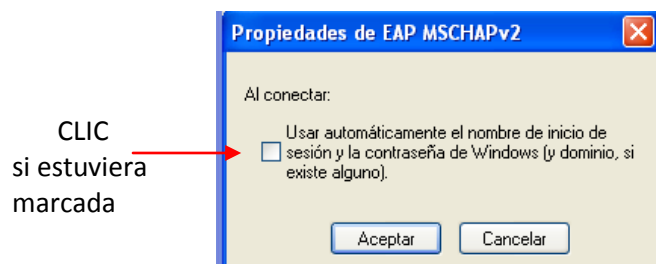 Propiedades de EAP MSCHAPv2
Al conectar:
CLIC
si estuviera
marcada
Usar automáticamente el nombre de inicio de
sesión y la contraseña de Windows (y dominio, si
existe alguno).
Aceptar
Cancelar